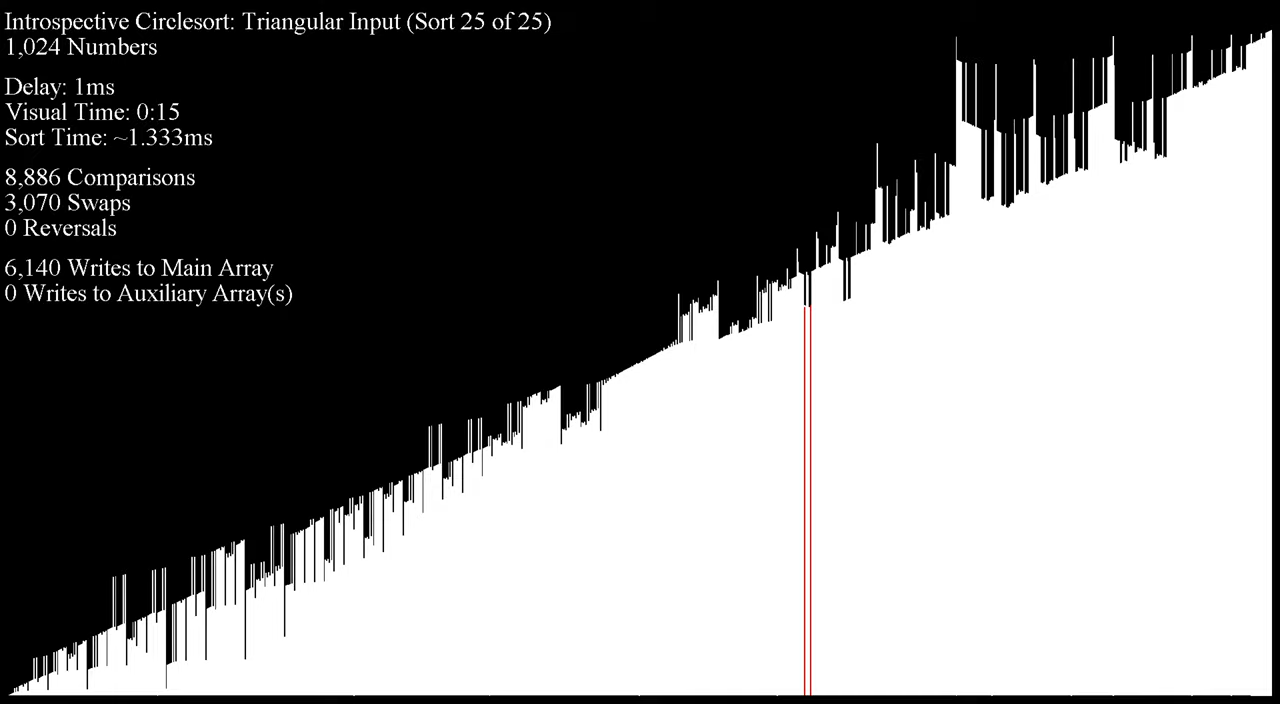 Introspective Circlesort: Triangular Input (Sort 25 of 25)
1,024 Numbers
Delay: 1ms
Visual Time: 0:15
Sort Time: ~1.333ms
8,886 Comparisons
3,070 Swaps
0 Reversals
6,140 Writes to Main Array
0 Writes to Auxiliary Array(s)